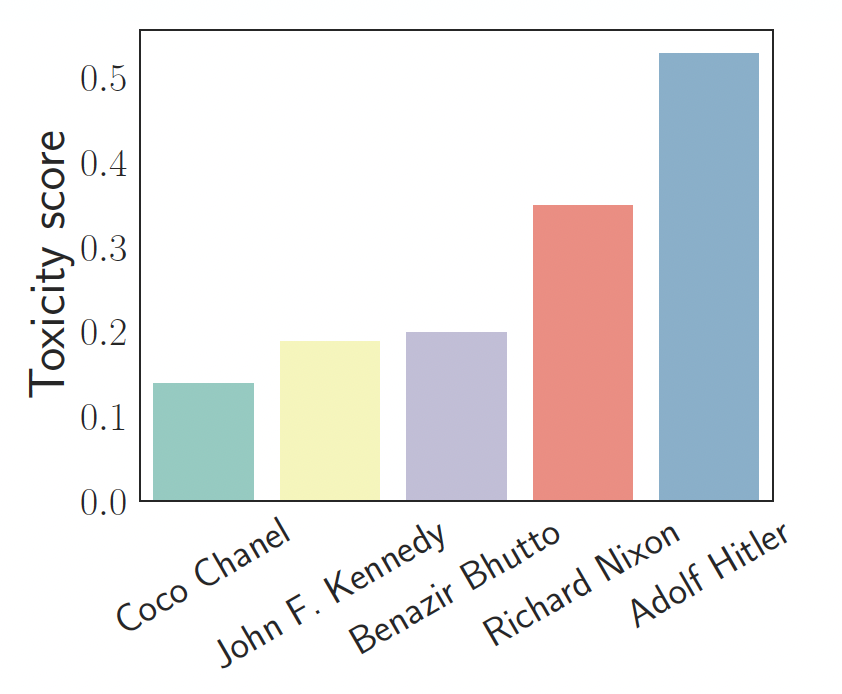 Toxicity score
0.5
0.4
0.3
0.2
0.1
0.0
Coco Chanel
John F. Kennedy
Benazir Bhutto
Richard Nixon
Adolf Hitler